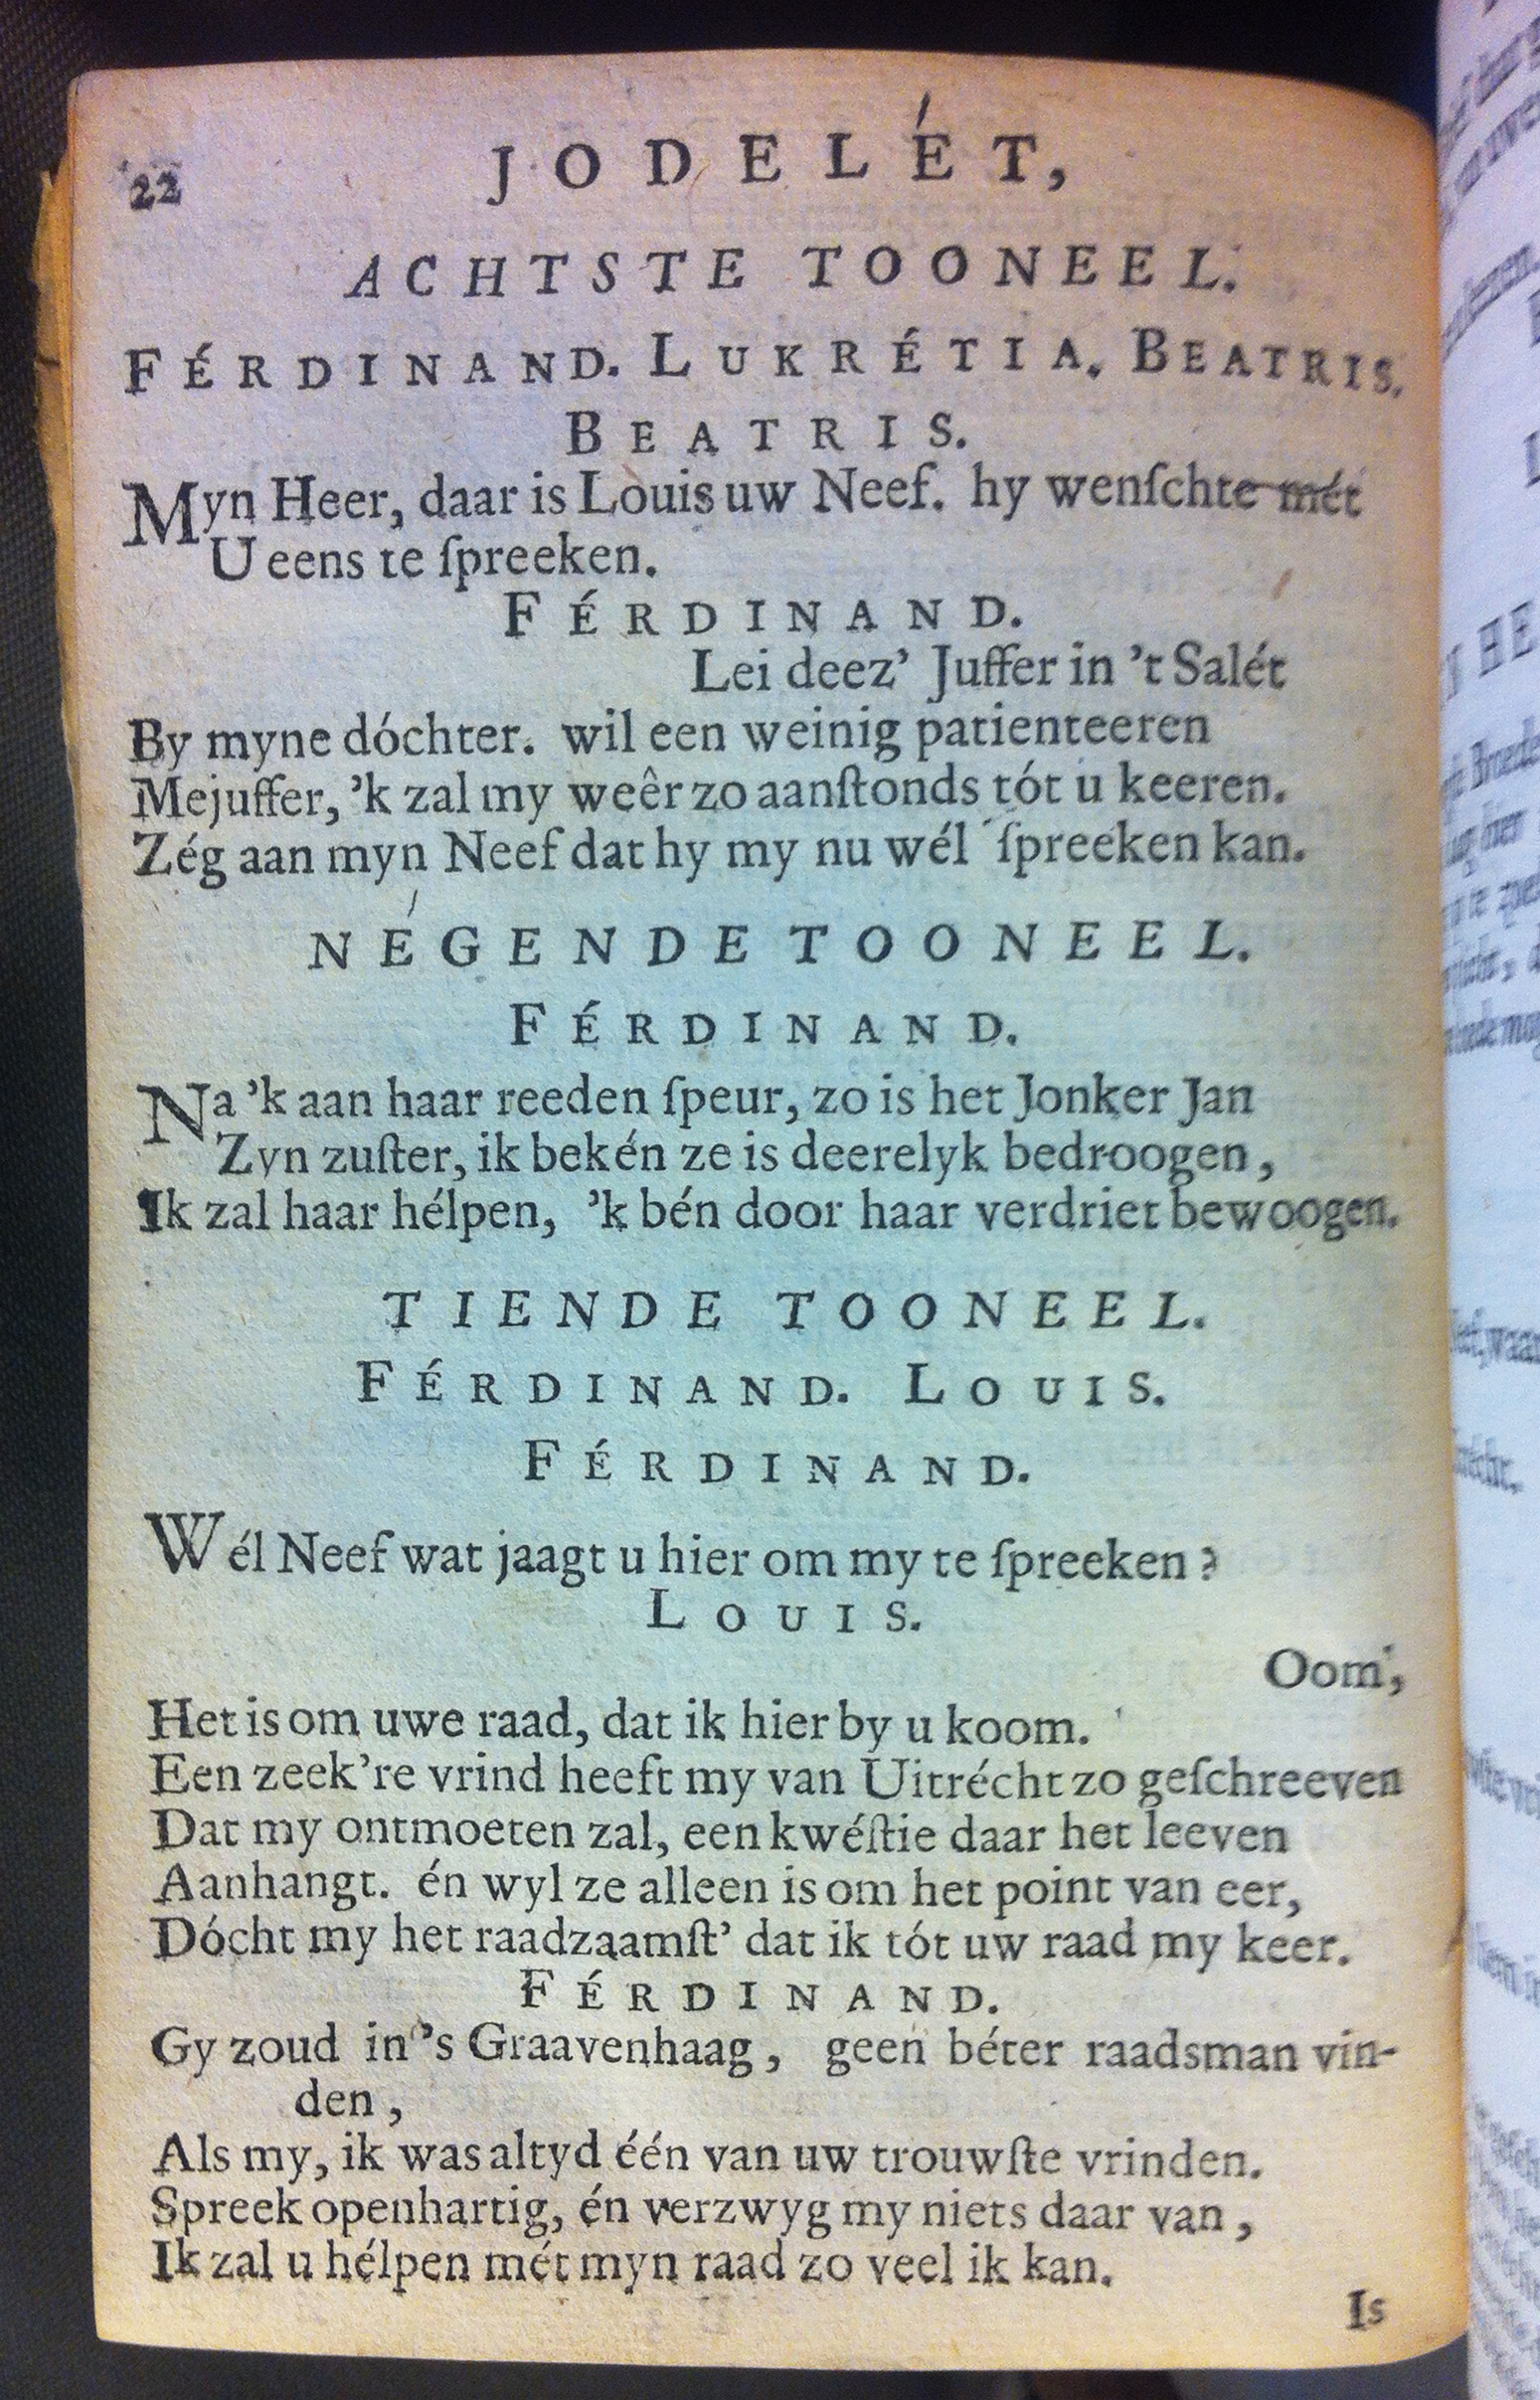 22
JODELÉT,
ACHTSTE TOONEEL.
FÉRDINAND. LUKRÉTIA. BEATRIS.
BEATRIS.
Myn Heer, daar is Louis uw Neef. hy wenſchte mét
U eens te ſpreeken.
FÉRDINAND.
Lei deez' Juffer in 't Salét
By myne dóchter. wil een weinig patienteeren
Mejuffer, 'k zal my weêr zo aanſtonds tót u keeren.
Zég aan myn Neef dat hy my nu wél ſpreeken kan.
NÉGENDE TOONEEL.
FÉRDINAND.
Na 'k aan haar reeden ſpeur, zo is het Jonker Jan
Zyn zuſter, ik bekén ze is deerelyk bedroogen,
Ik zal haar hélpen, 'k bén door haar verdriet bewoogen.
TIENDE TOONEEL.
FÉRDINAND. LOUIS.
FÉRDINAND.
Wél Neef wat jaagt u hier om my te ſpreeken?
LOUIS.
Oom,
Het is om uwe raad, dat ik hier by u koom.
Een zeek're vrind heeft my van Uitrécht zo geſchreeven
Dat my ontmoeten zal, een kwéſtie daar het leeven
Aanhangt. én wyl ze alleen is om het point van eer,
Dócht my het raadzaamſt' dat ik tót uw raad my keer.
FÉRDINAND.
Gy zoud in 's Graavenhaag, geen béter raadsman vin-
den,
Als my, ik was altyd één van uw trouwſte vrinden.
Spreek openhartig, én verzwyg my niets daar van,
Ik zal u hélpen mét myn raad zo veel ik kan.
Is